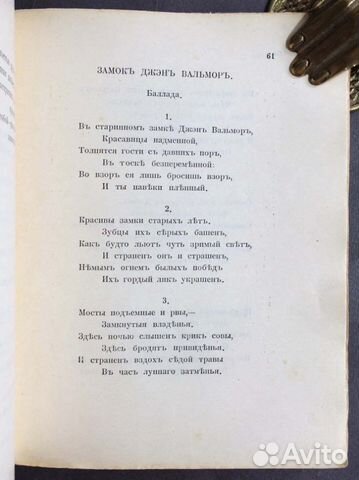 61
ЗАМОКЪ ДЖЭНЪ ВАЛЬМОРЪ.
Баллада.
1.
Въ старинномъ замкѣ Джэнъ Вальморъ,
Красавицы надменной,
Толпятся гости съ давнихъ поръ,
Въ тоскѣ безперемѣнной:
Во взоръ ея лишь бросишь взоръ,
И ты навѣки плѣнный.
2.
Красивы замки старыхъ лѣтъ.
Зубцы ихъ сѣрыхъ башенъ,
Какъ будто льютъ чуть зримый свѣтъ,
И страненъ онъ и страшенъ,
Нѣмымъ огнемъ былыхъ побѣдъ
Ихъ гордый ликъ украшенъ.
3.
Мосты подъемные и рвы,—
Замкнутыя владѣнья.
Здѣсь ночью слышенъ крикъ совы,
Здѣсь бродятъ привидѣнья.
И страненъ вздохъ сѣдой травы
Въ часъ луннаго затменья.
Avito